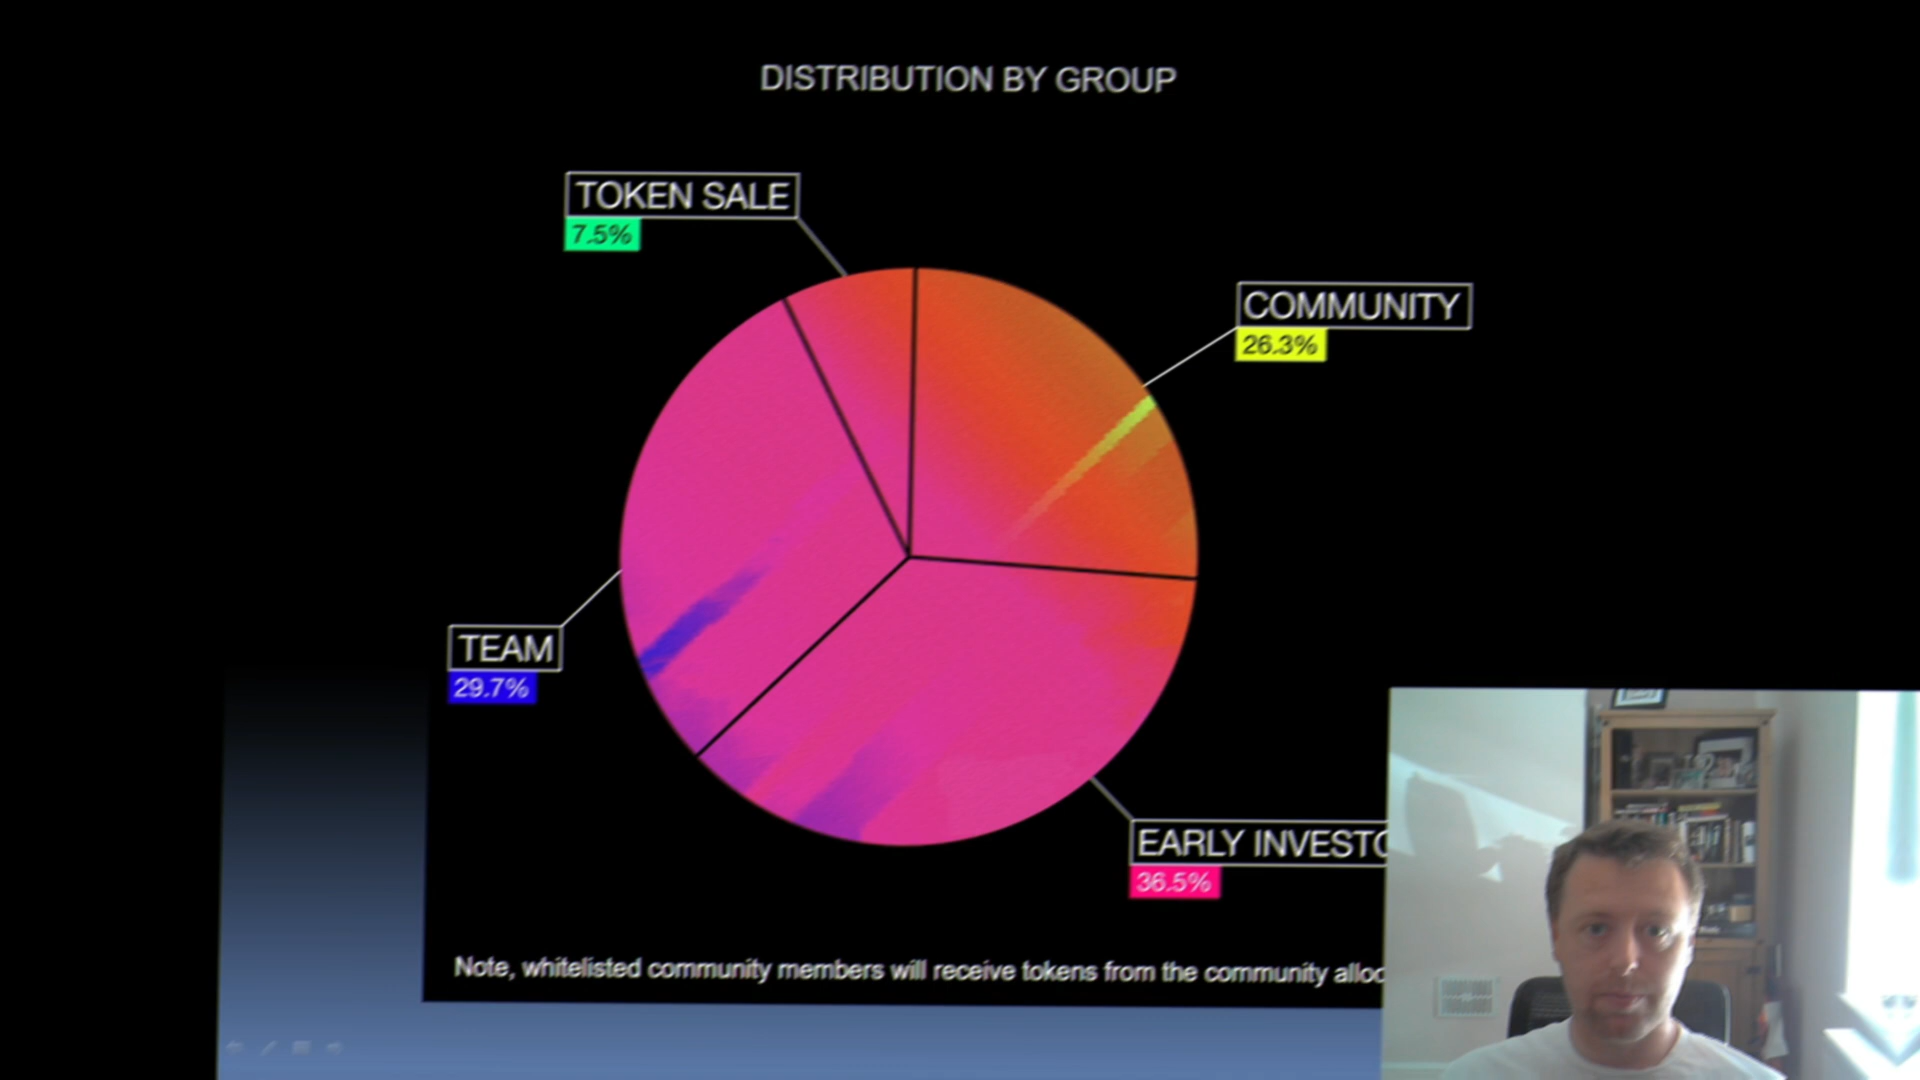 DISTRIBUTION BY GROUP
TOKEN SALE
7.5%
COMMUNITY
26.3%
TEAM
29.7%
EARLY INVESTO
36.5%
Note, whitelisted community members will receive tokens from the community alloc